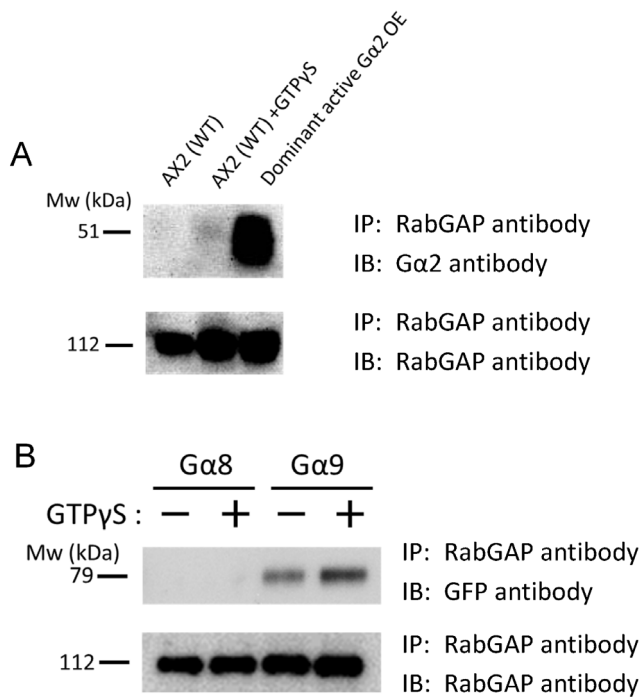 AX2 (WT)
AX2 (WT) +GTPγS
Dominant active Gα2 OE
A
Mw (kDa)
51
IP: RabGAP antibody
IB: Gα2 antibody
112
IP: RabGAP antibody
IB: RabGAP antibody
B
Gα8 Gα9
GTPγS : − + − +
Mw (kDa)
79
IP: RabGAP antibody
IB: GFP antibody
112
IP: RabGAP antibody
IB: RabGAP antibody